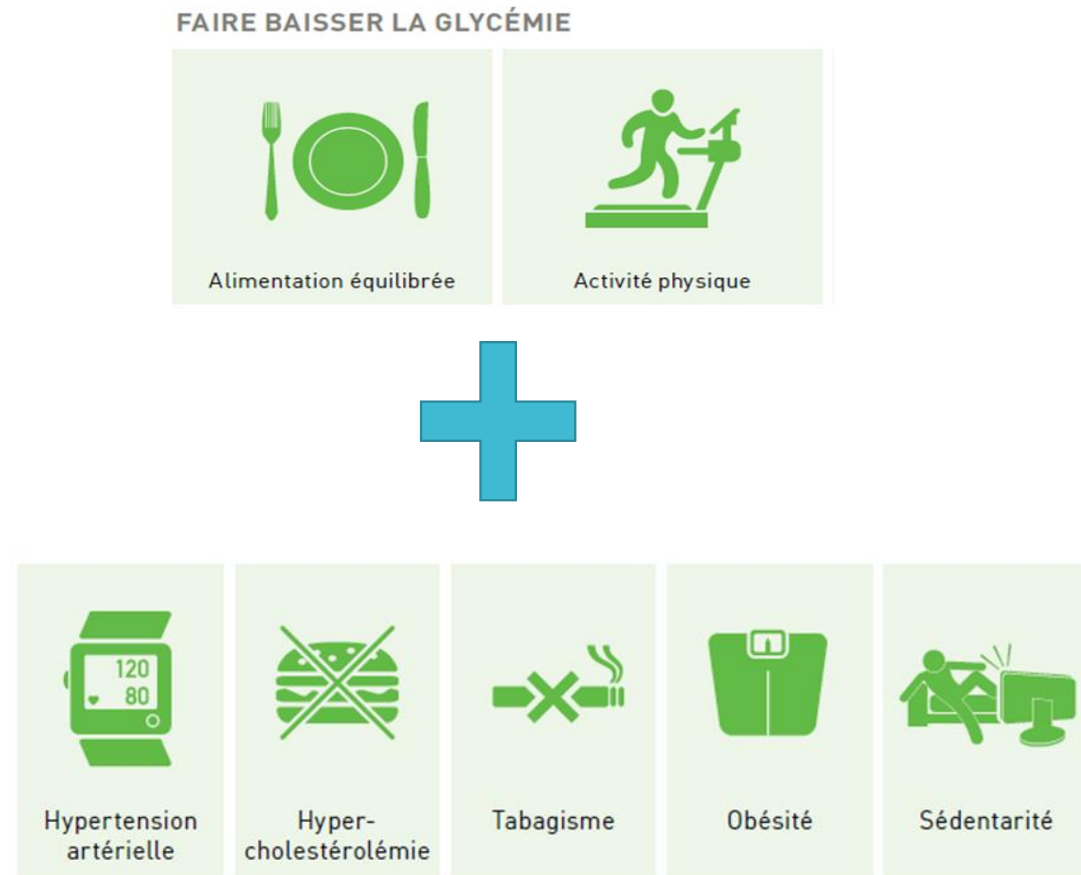 FAIRE BAISSER LA GLYCÉMIE
Alimentation équilibrée
Activité physique
120
80
Hypertension
artérielle
Hyper-
cholestérolémie
Tabagisme
Obésité
Sédentarité